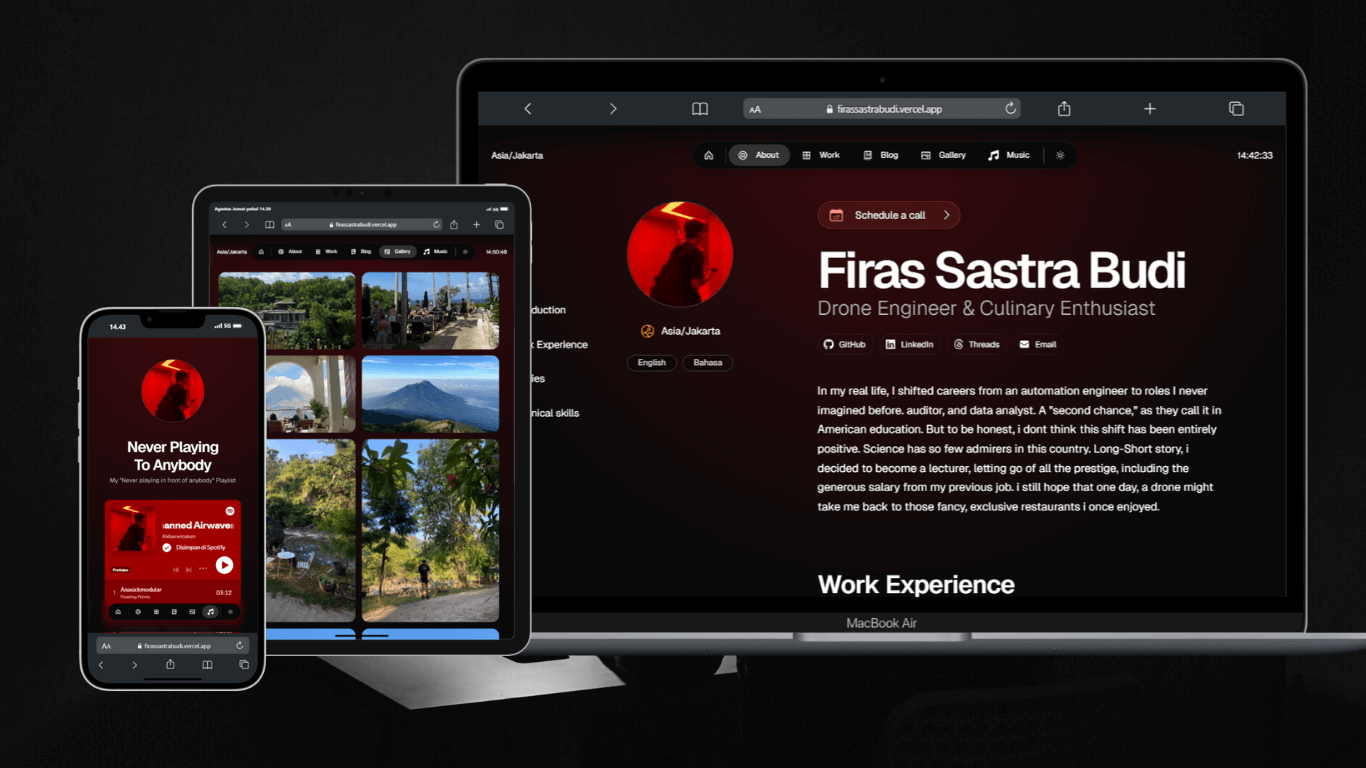 firassastrabudi.vercel.app
Asia/Jakarta
About
Work
Blog
Gallery
Music
14:42:33
Schedule a call
Firas Sastra Budi
Drone Engineer & Culinary Enthusiast
GitHub
LinkedIn
Threads
Email
Asia/Jakarta
English
Bahasa
duction
Experience
ies
nical skills
In my real life, I shifted careers from an automation engineer to roles I never
imagined before. auditor, and data analyst. A "second chance," as they call it in
American education. But to be honest, i dont think this shift has been entirely
positive. Science has so few admirers in this country. Long-Short story, i
decided to become a lecturer, letting go of all the prestige, including the
generous salary from my previous job. i still hope that one day, a drone might
take me back to those fancy, exclusive restaurants i once enjoyed.
Work Experience
MacBook Air
Agustus Jumat pukul 14.50
5G
AA
firassastrabudi.vercel.app
Asia/Jakarta
About
Work
Blog
Gallery
Music
14:50:48
14.43
5G
Never Playing
To Anybody
My "Never playing in front of anybody" Playlist
anned Airwaves
Akbarwicaksn
Disimpan di Spotify
Pratinjau
1
Anasickmodular
03:12
Floating Points
AA
firassastrabudi.vercel.app